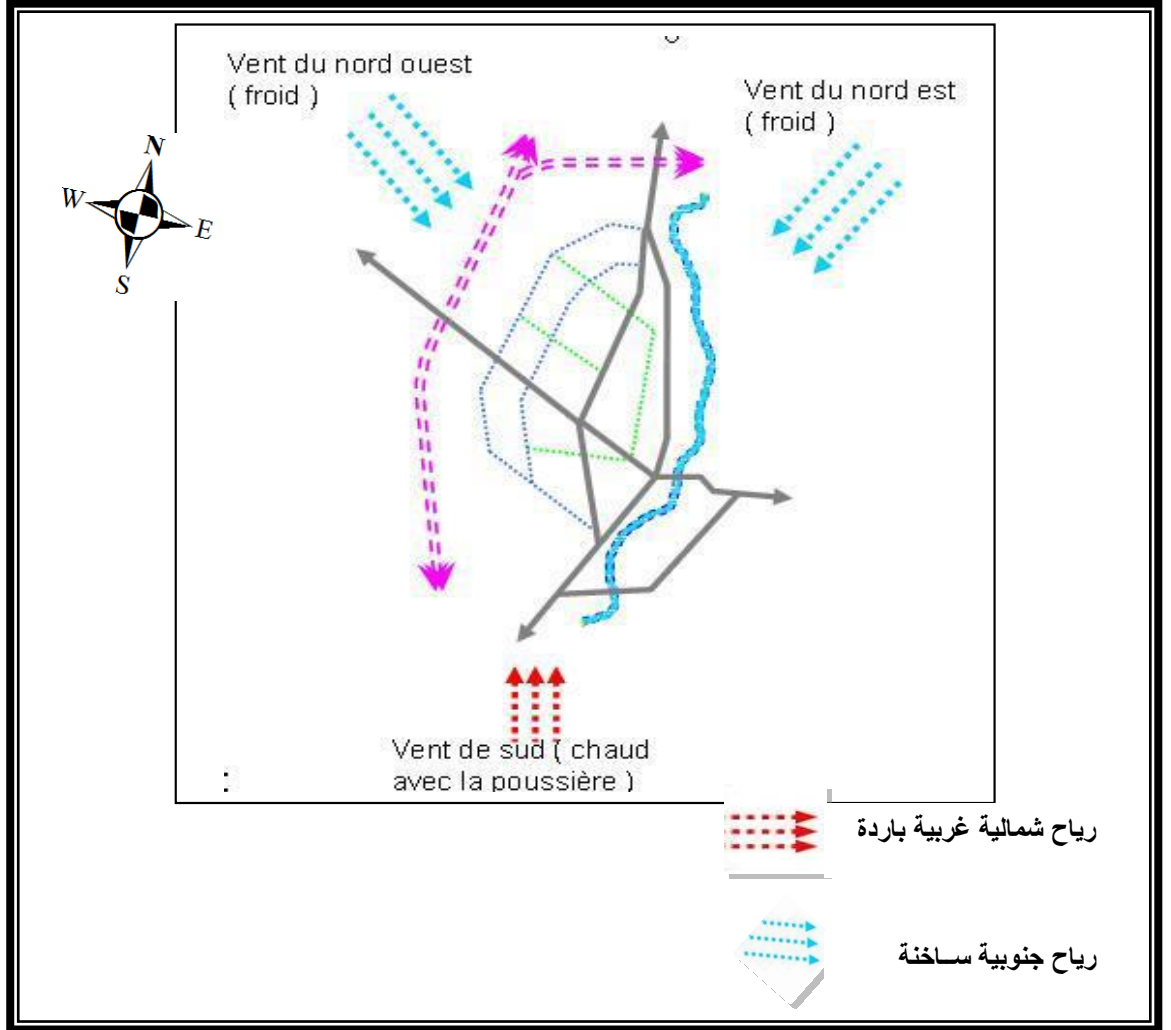 Vent du nord ouest
( froid )
Vent du nord est
( froid )
N
W
E
S
Vent de sud ( chaud
avec la poussière )
:
رياح شمالية غربية باردة
رياح جنوبية ســاخنة